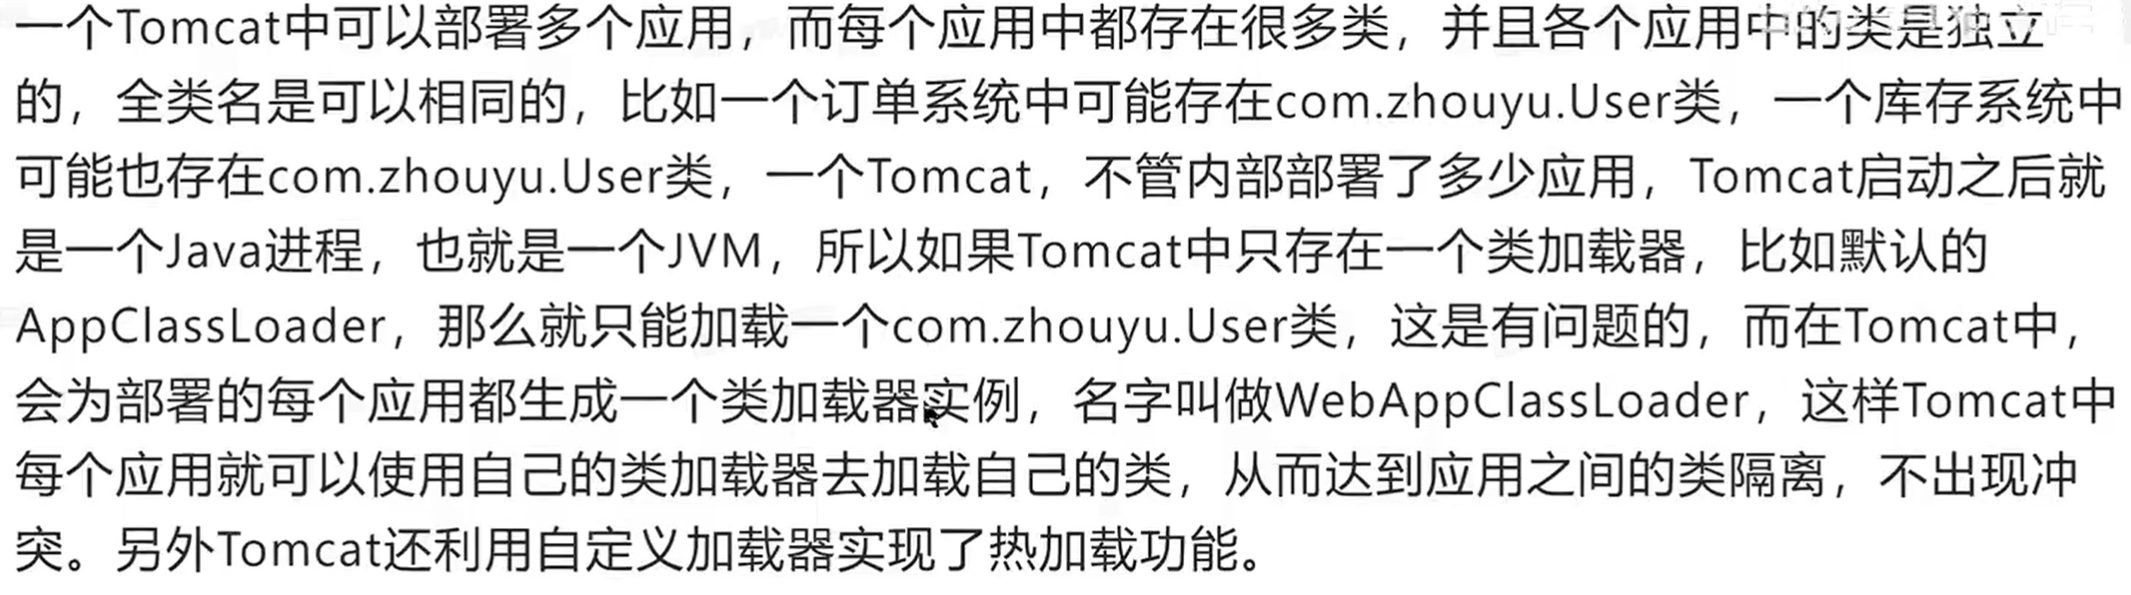 一个Tomcat中可以部署多个应用，而每个应用中都存在很多类，并且各个应用中的类是独立
的，全类名是可以相同的，比如一个订单系统中可能存在com.zhouyu.User类，一个库存系统中
可能也存在com.zhouyu.User类，一个Tomcat，不管内部部署了多少应用，Tomcat启动之后就
是一个Java进程，也就是一个JVM，所以如果Tomcat中只存在一个类加载器，比如默认的
AppClassLoader，那么就只能加载一个com.zhouyu.User类，这是有问题的，而在Tomcat中，
会为部署的每个应用都生成一个类加载器实例，名字叫做WebAppClassLoader，这样Tomcat中
每个应用就可以使用自己的类加载器去加载自己的类，从而达到应用之间的类隔离，不出现冲
突。另外Tomcat还利用自定义加载器实现了热加载功能。